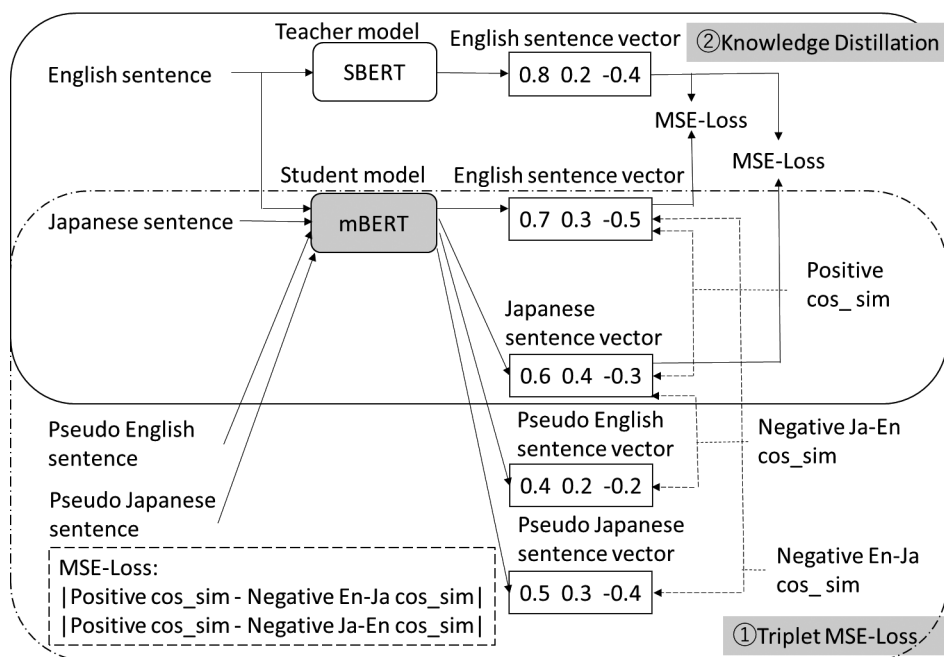 Teacher model
English sentence vector
②Knowledge Distillation
English sentence
SBERT
0.8 0.2 -0.4
MSE-Loss
MSE-Loss
Student model
English sentence vector
Japanese sentence
mBERT
0.7 0.3 -0.5
Positive
cos_ sim
Japanese
sentence vector
0.6 0.4 -0.3
Pseudo English
sentence
Pseudo English
sentence vector
Negative Ja-En
cos_sim
0.4 0.2 -0.2
Pseudo Japanese
sentence
Pseudo Japanese
sentence vector
Negative En-Ja
cos_sim
0.5 0.3 -0.4
MSE-Loss:
|Positive cos_sim - Negative En-Ja cos_sim|
|Positive cos_sim - Negative Ja-En cos_sim|
①Triplet MSE-Loss